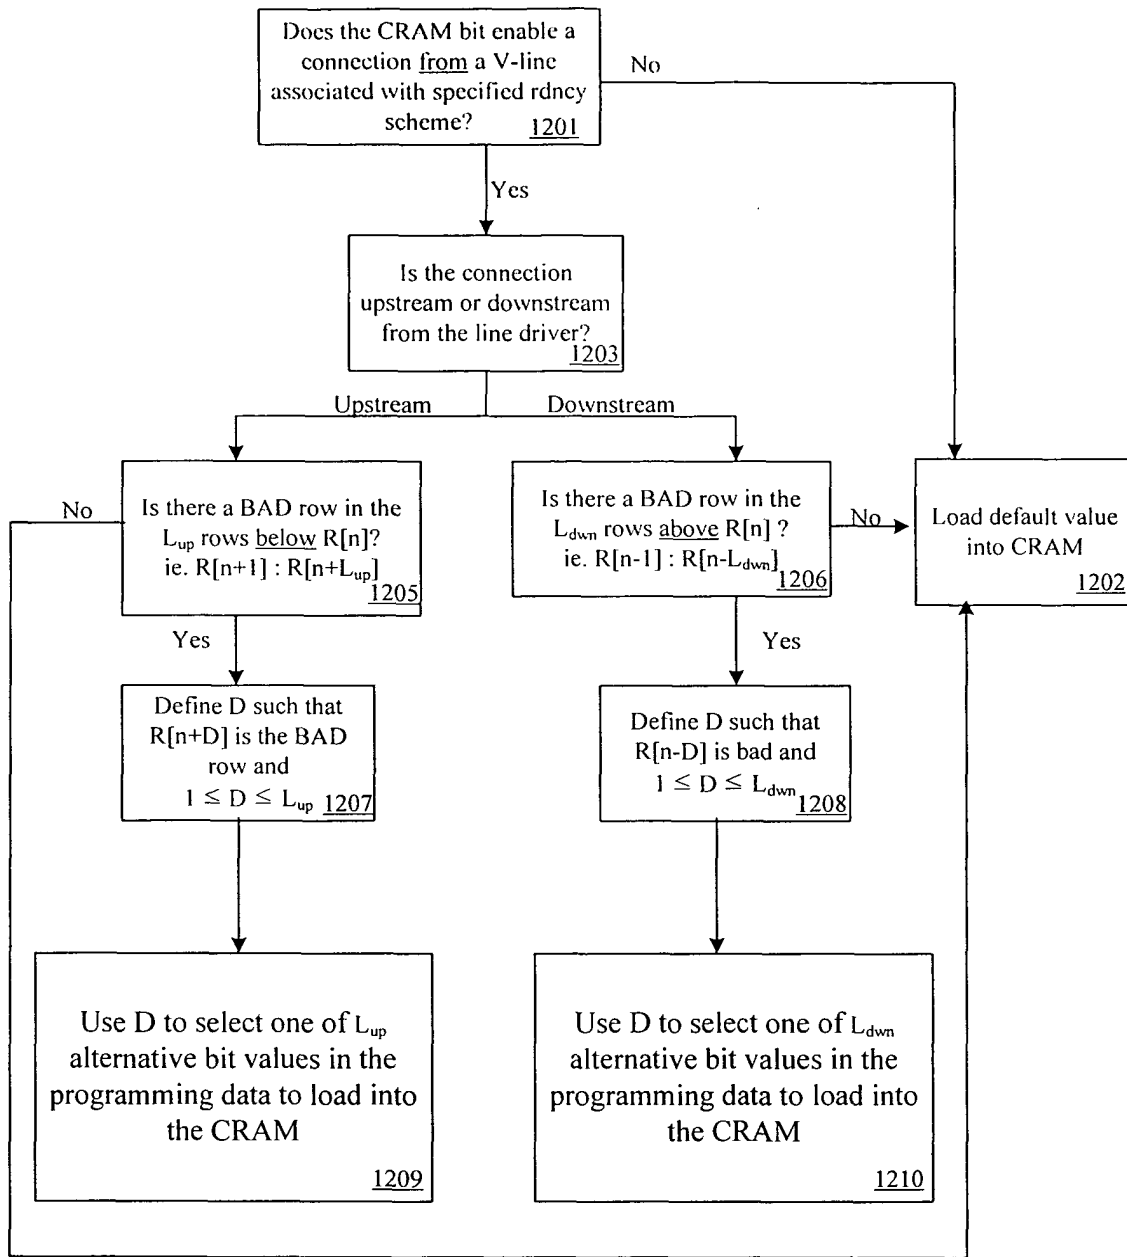 Does the CRAM bit enable a
connection from a V-line
associated with specified rdncy
scheme?
1201
No
Yes
Is the connection
upstream or downstream
from the line driver?
1203
Upstream
Downstream
No
Is there a BAD row in the
Lup rows below R[n]?
ie. R[n+1] : R[n+Lup]
1205
Is there a BAD row in the
Ldwn rows above R[n] ?
ie. R[n-1] : R[n-Ldwn]
1206
No
Load default value
into CRAM
1202
Yes
Yes
Define D such that
R[n+D] is the BAD
row and
1 ≤ D ≤ Lup
1207
Define D such that
R[n-D] is bad and
1 ≤ D ≤ Ldwn
1208
Use D to select one of Lup
alternative bit values in the
programming data to load into
the CRAM
1209
Use D to select one of Ldwn
alternative bit values in the
programming data to load into
the CRAM
1210